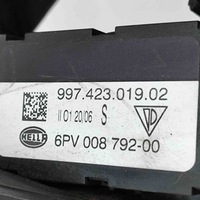 997.423.019.02
II 01 20/06 S
HELLA
6PV 008 792-00